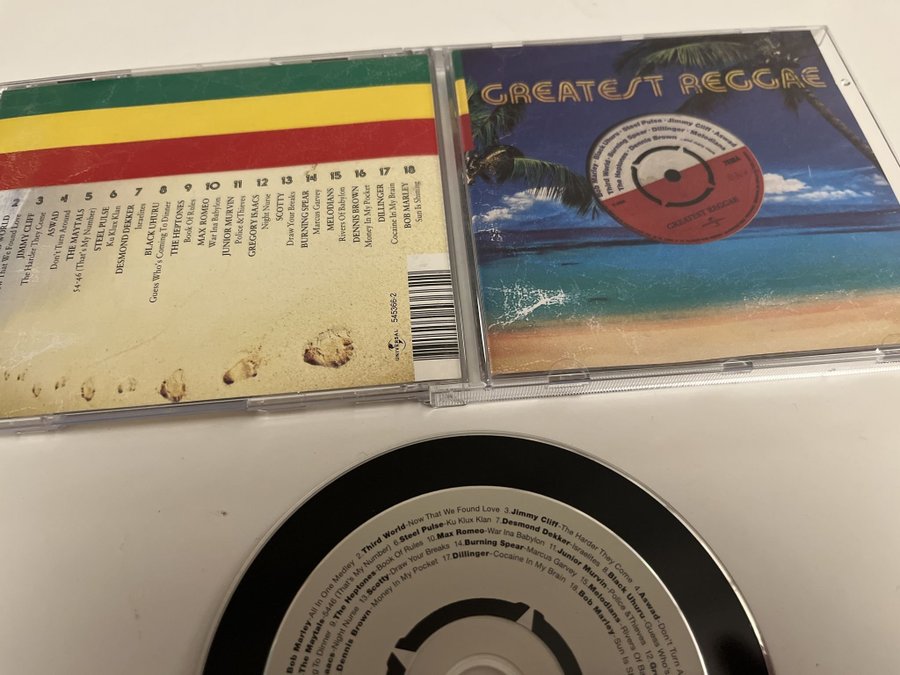 GREATEST REGGAE
Bob Marley · Black Uhuru · Steel Pulse · Jimmy Cliff · Aswad
Third World · Burning Spear · Dillinger · Melodians
The Heptones · Dennis Brown
GREATEST REGGAE
WORLD
That We Found Love
3
JIMMY CLIFF
The Harder They Come
4
ASWAD
Don't Turn Around
5
THE MAYTALS
54-46 (That's My Number)
6
STEEL PULSE
Ku Klux Klan
7
DESMOND DEKKER
Israelites
8
BLACK UHURU
Guess Who's Coming To Dinner
9
THE HEPTONES
Book Of Rules
10
MAX ROMEO
War Ina Babylon
11
JUNIOR MURVIN
Police & Thieves
12
GREGORY ISAACS
Night Nurse
13
SCOTTY
Draw Your Breaks
14
BURNING SPEAR
Marcus Garvey
15
MELODIANS
Rivers Of Babylon
16
DENNIS BROWN
Money In My Pocket
17
DILLINGER
Cocaine In My Brain
18
BOB MARLEY
Sun Is Shining
UNIVERSAL
545366-2
Bob Marley All In One Medley 2.Third World-Now That We Found Love 3.Jimmy Cliff-The Harder They Come 4.Aswad-Don't Turn A
The Maytals-5446 (That's My Number) 6.Steel Pulse-Ku Klux Klan 7.Desmond Dekker-Israelites 8.Black Uhuru-Guess Who's
g To Dinner 9 The Heptones-Book Of Rules 10.Max Romeo-War Ina Babylon 11.Junior Murvin-Police &Thieves 12 Gr
aacs-Night Nurse 13 Scotty-Draw Your Breaks 14.Burning Spear-Marcus Garvey 15 Melodians-Rivers Of Ba
Dennis Brown-Money In My Pocket 17.Dillinger-Cocaine In My Brain 18 Bob Marley-Sun Is S